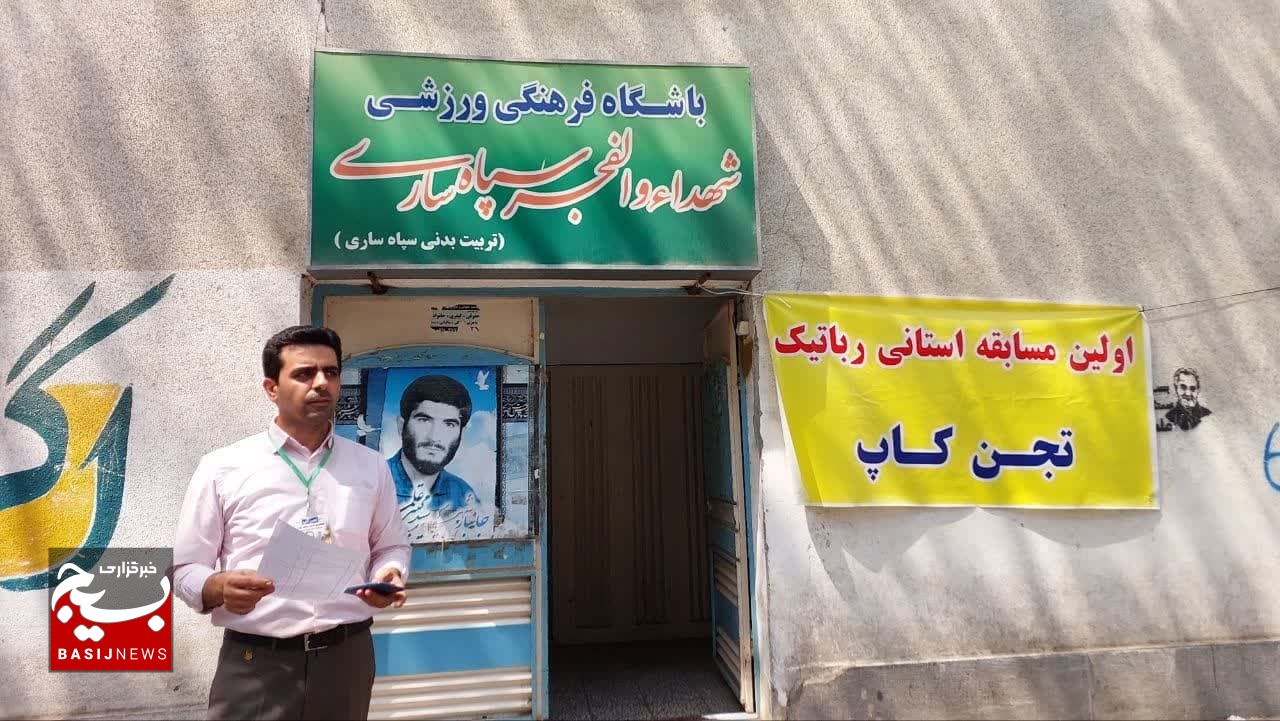 باشگاه فرهنگی ورزشی
شهداء والفجر سپاه ساری
(تربیت بدنی سپاه ساری)
اولین مسابقه استانی رباتیک
تجن کاپ
خبرگزاری
بسیج
BASIJNEWS